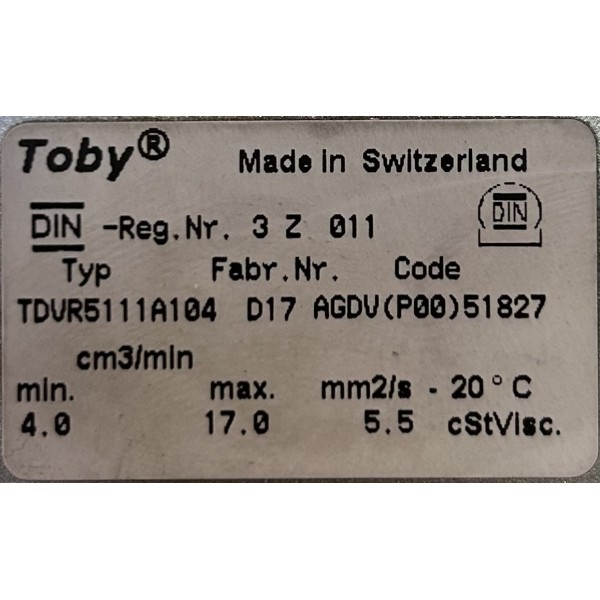 Toby® Made in Switzerland
DIN -Reg.Nr. 3 Z 011 DIN
Typ Fabr.Nr. Code
TDVR5111A104 D17 AGDV(P00)51827
cm3/min
min. max. mm2/s - 20°C
4.0 17.0 5.5 cStVisc.